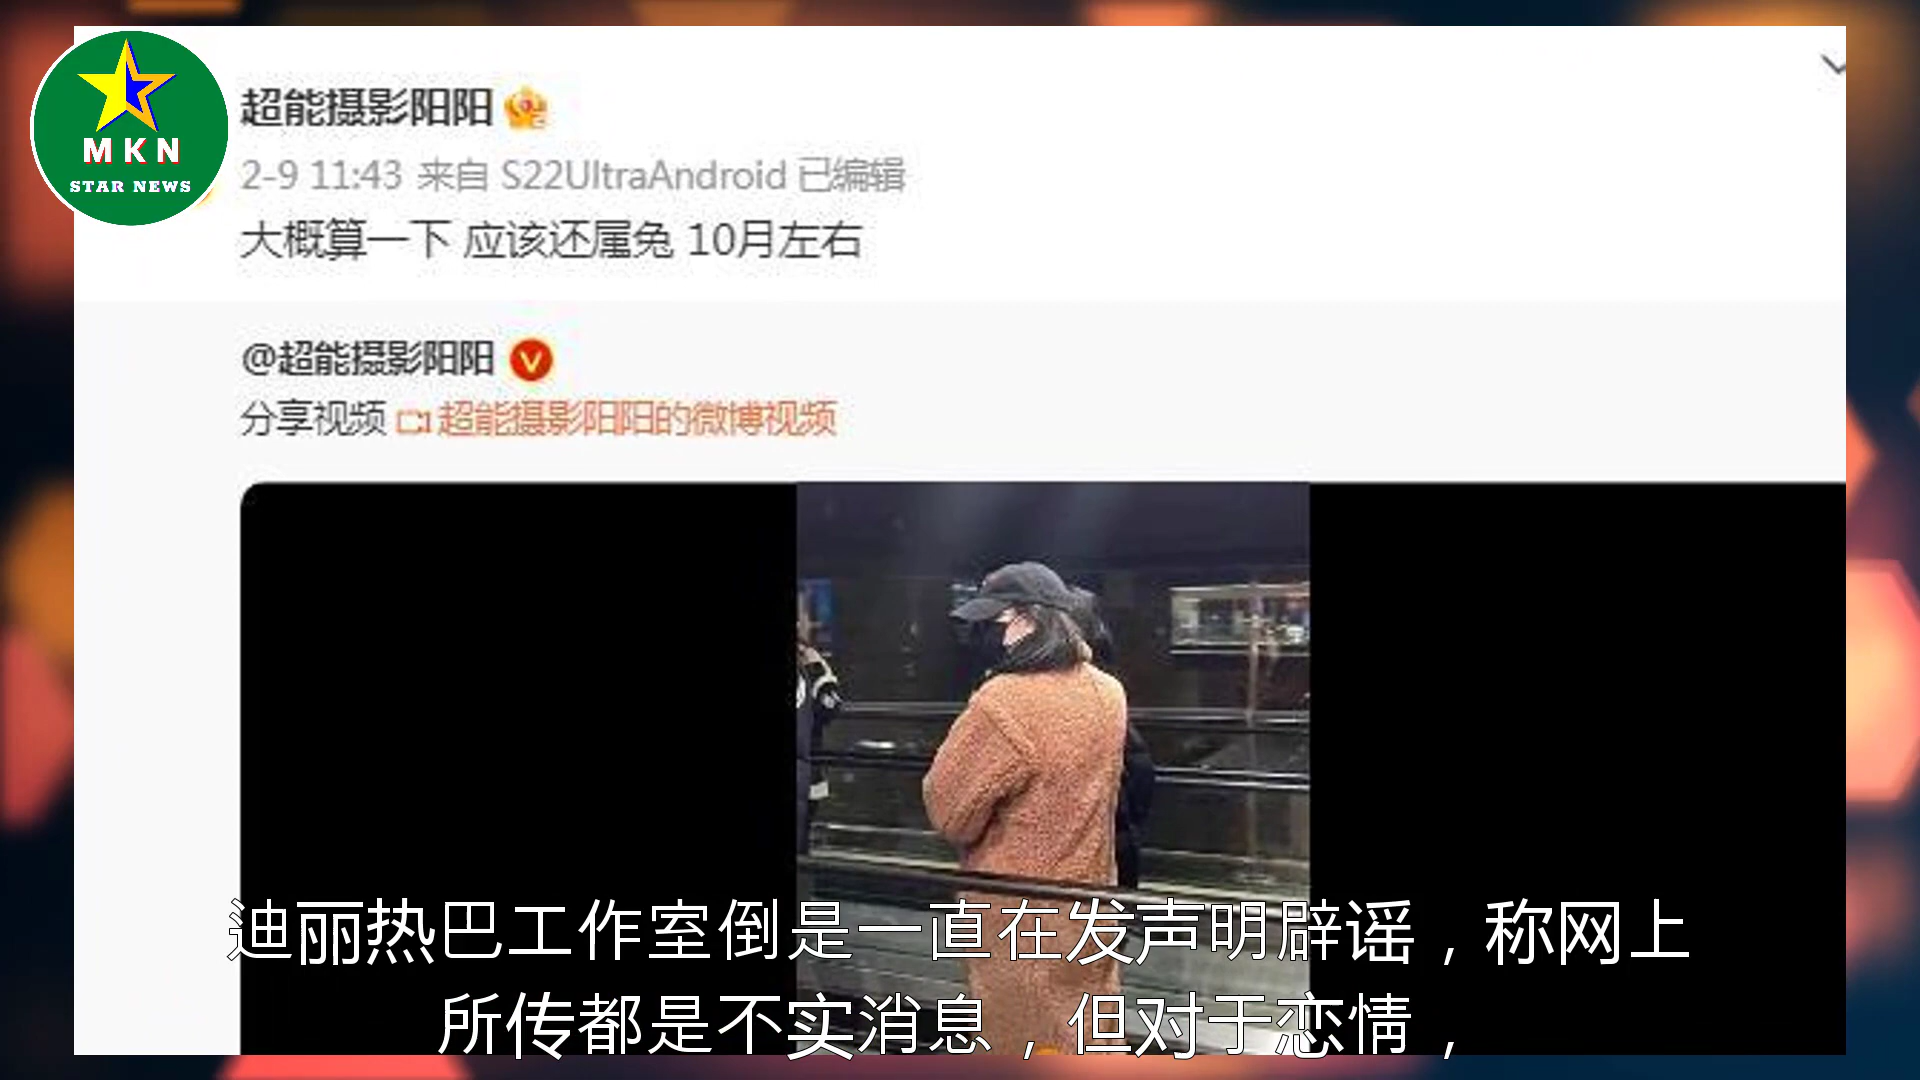 MKN
STAR NEWS
超能摄影阳阳
2-9 11:43 来自 S22UltraAndroid 已编辑
大概算一下 应该还属兔 10月左右
@超能摄影阳阳
分享视频 超能摄影阳阳的微博视频
迪丽热巴工作室倒是一直在发声明辟谣，称网上
所传都是不实消息，但对于恋情，